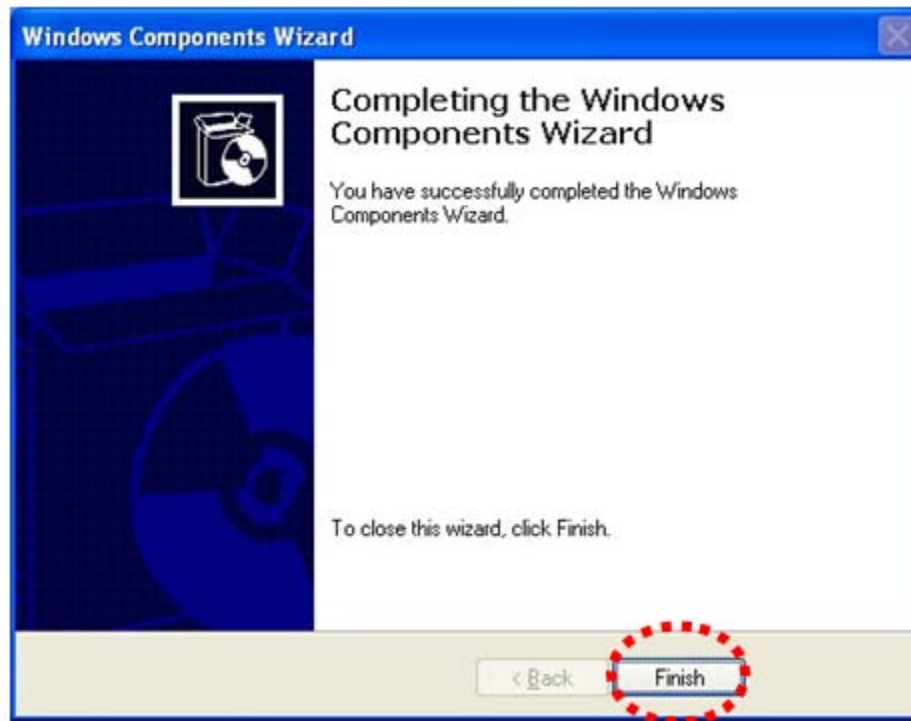 Windows Components Wizard
Completing the Windows
Components Wizard
You have successfully completed the Windows
Components Wizard.
To close this wizard, click Finish.
< Back
Finish